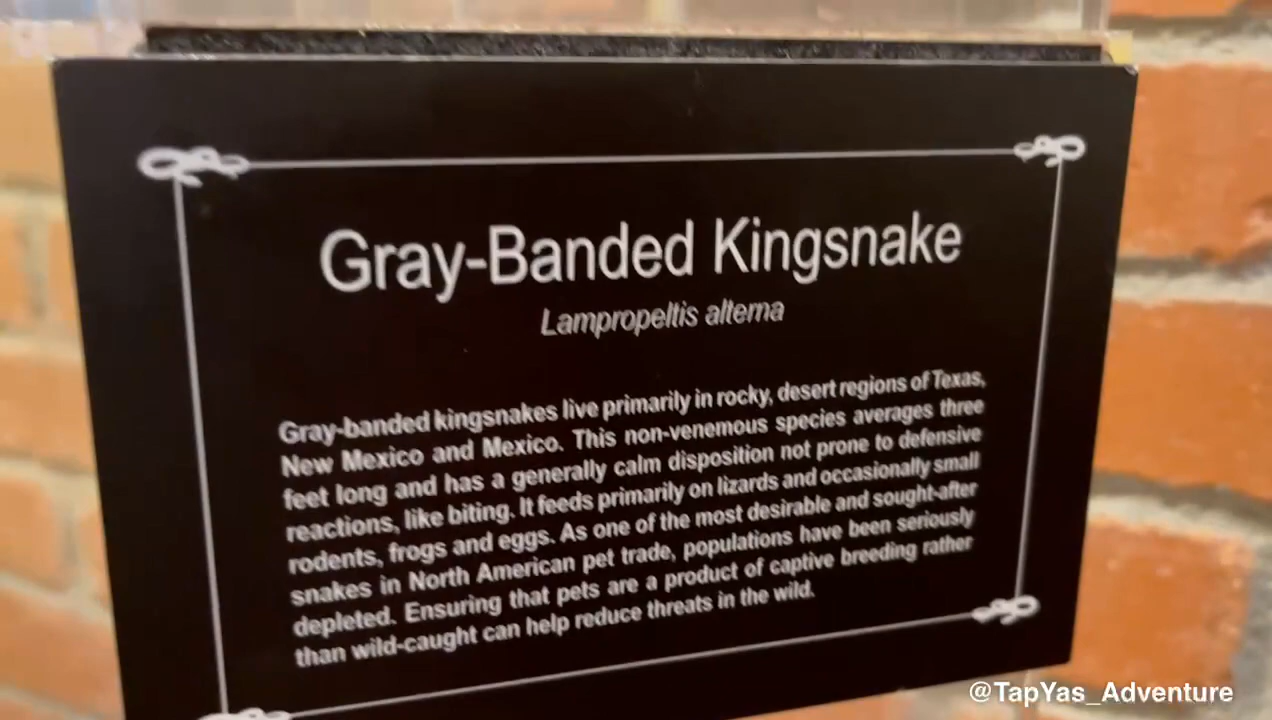 Gray-Banded Kingsnake
Lampropeltis alterna
Gray-banded kingsnakes live primarily in rocky, desert regions of Texas,
New Mexico and Mexico. This non-venemous species averages three
feet long and has a generally calm disposition not prone to defensive
reactions, like biting. It feeds primarily on lizards and occasionally small
rodents, frogs and eggs. As one of the most desirable and sought-after
snakes in North American pet trade, populations have been seriously
depleted. Ensuring that pets are a product of captive breeding rather
than wild-caught can help reduce threats in the wild.
@TapYas_Adventure